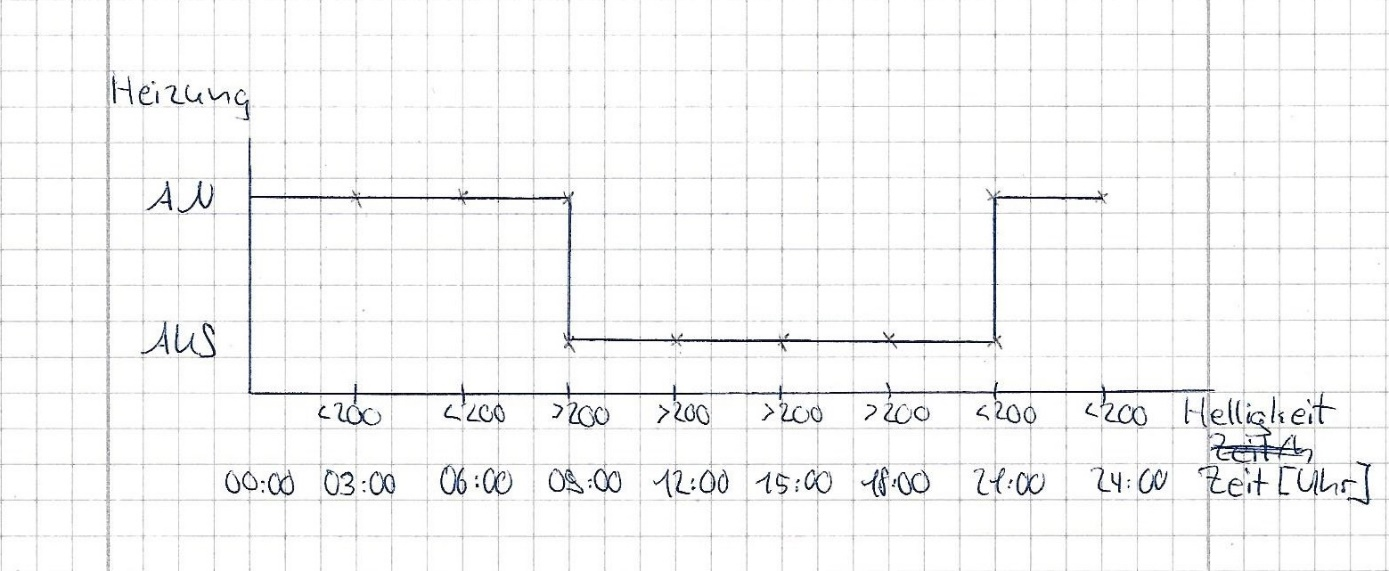 Heizung
AN
AUS
<200 <200 >200 >200 >200 >200 <200 <200 Helligkeit
Zeit/h
00:00 03:00 06:00 09:00 12:00 15:00 18:00 21:00 24:00 Zeit [Uhr]